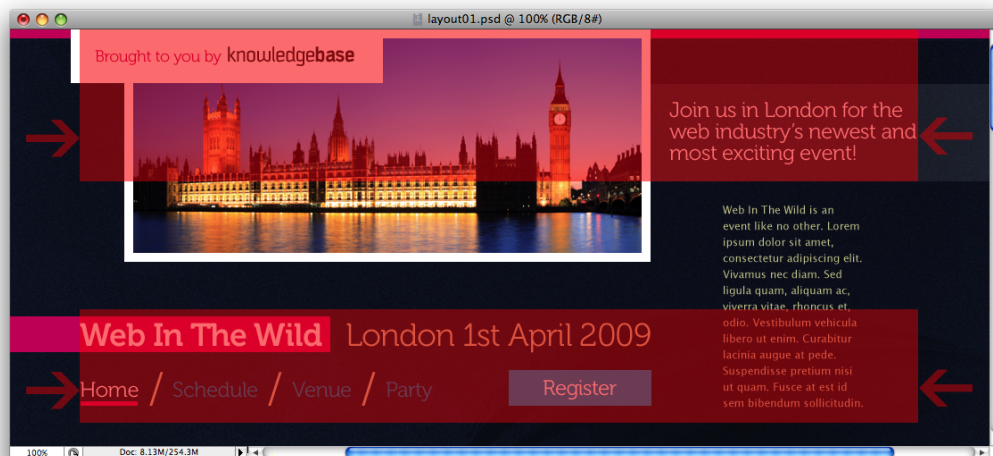 layout01.psd @ 100% (RGB/8#)
Brought to you by knowledgebase
Join us in London for the
web industry's newest and
most exciting event!
Web In The Wild is an
event like no other. Lorem
ipsum dolor sit amet,
consectetur adipiscing elit.
Vivamus nec diam. Sed
ligula quam, aliquam ac,
viverra vitae, rhoncus et,
odio. Vestibulum vehicula
libero ut enim. Curabitur
lacinia augue at pede.
Suspendisse pretium nisi
ut quam. Fusce at est id
sem bibendum sollicitudin.
Web In The Wild London 1st April 2009
Home / Schedule / Venue / Party
Register
100% Doc: 8.13M/254.3M